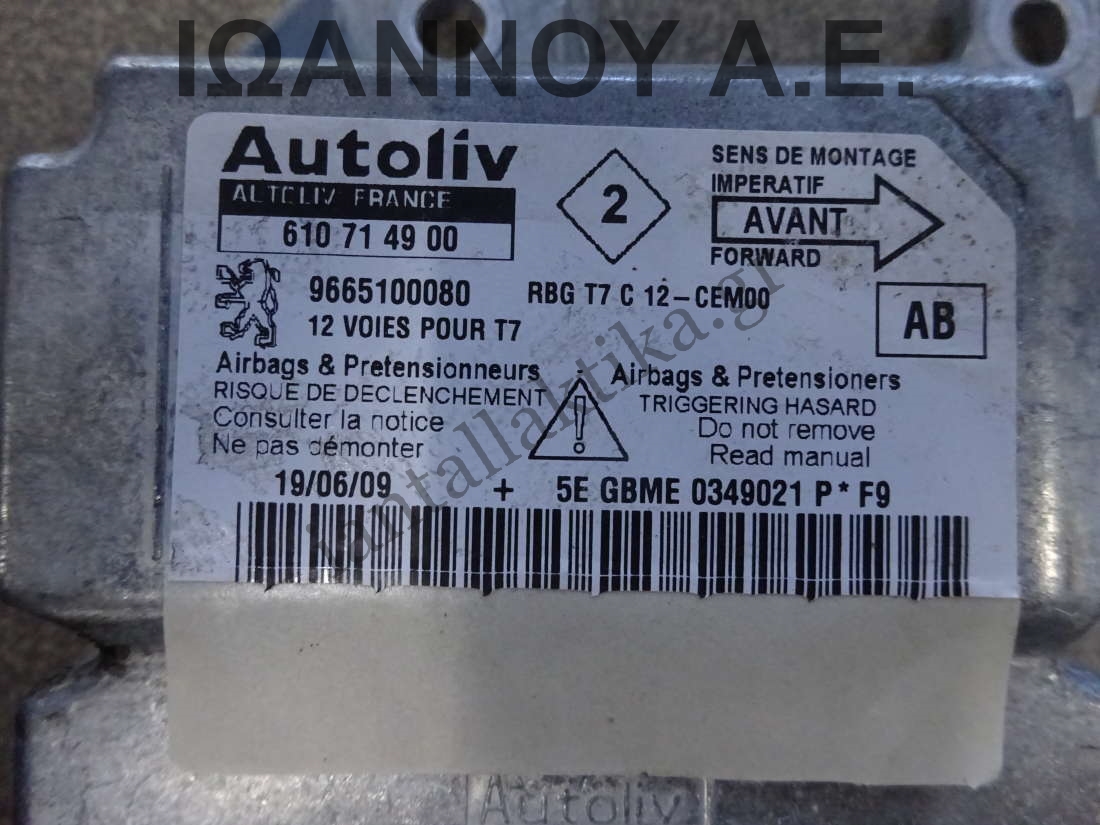 ΙΩΑΝΝΟΥ Α.Ε.
Autoliv
AUTOLIV FRANCE
610 71 49 00
2
SENS DE MONTAGE
IMPERATIF
AVANT
FORWARD
9665100080 RBG T7 C 12-CEM00
12 VOIES POUR T7
AB
Airbags & Pretensionneurs
RISQUE DE DECLENCHEMENT
Consulter la notice
Ne pas démonter
Airbags & Pretensioners
TRIGGERING HASARD
Do not remove
Read manual
19/06/09 + 5E GBME 0349021 P * F9
iantallaktika.gr
Autoliv